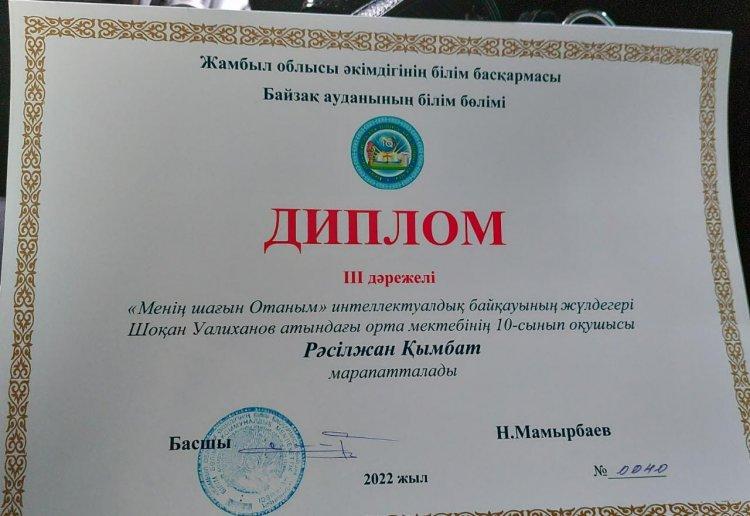 Жамбыл облысы әкімдігінің білім басқармасы
Байзақ ауданының білім бөлімі
ДИПЛОМ
III дәрежелі
«Менің шағын Отаным» интеллектуалдық байқауының жүлдегері
Шоқан Уалиханов атындағы орта мектебінің 10-сынып оқушысы
Рәсілжан Қымбат
марапатталады
Басшы
Н.Мамырбаев
2022 жыл
№ 0040